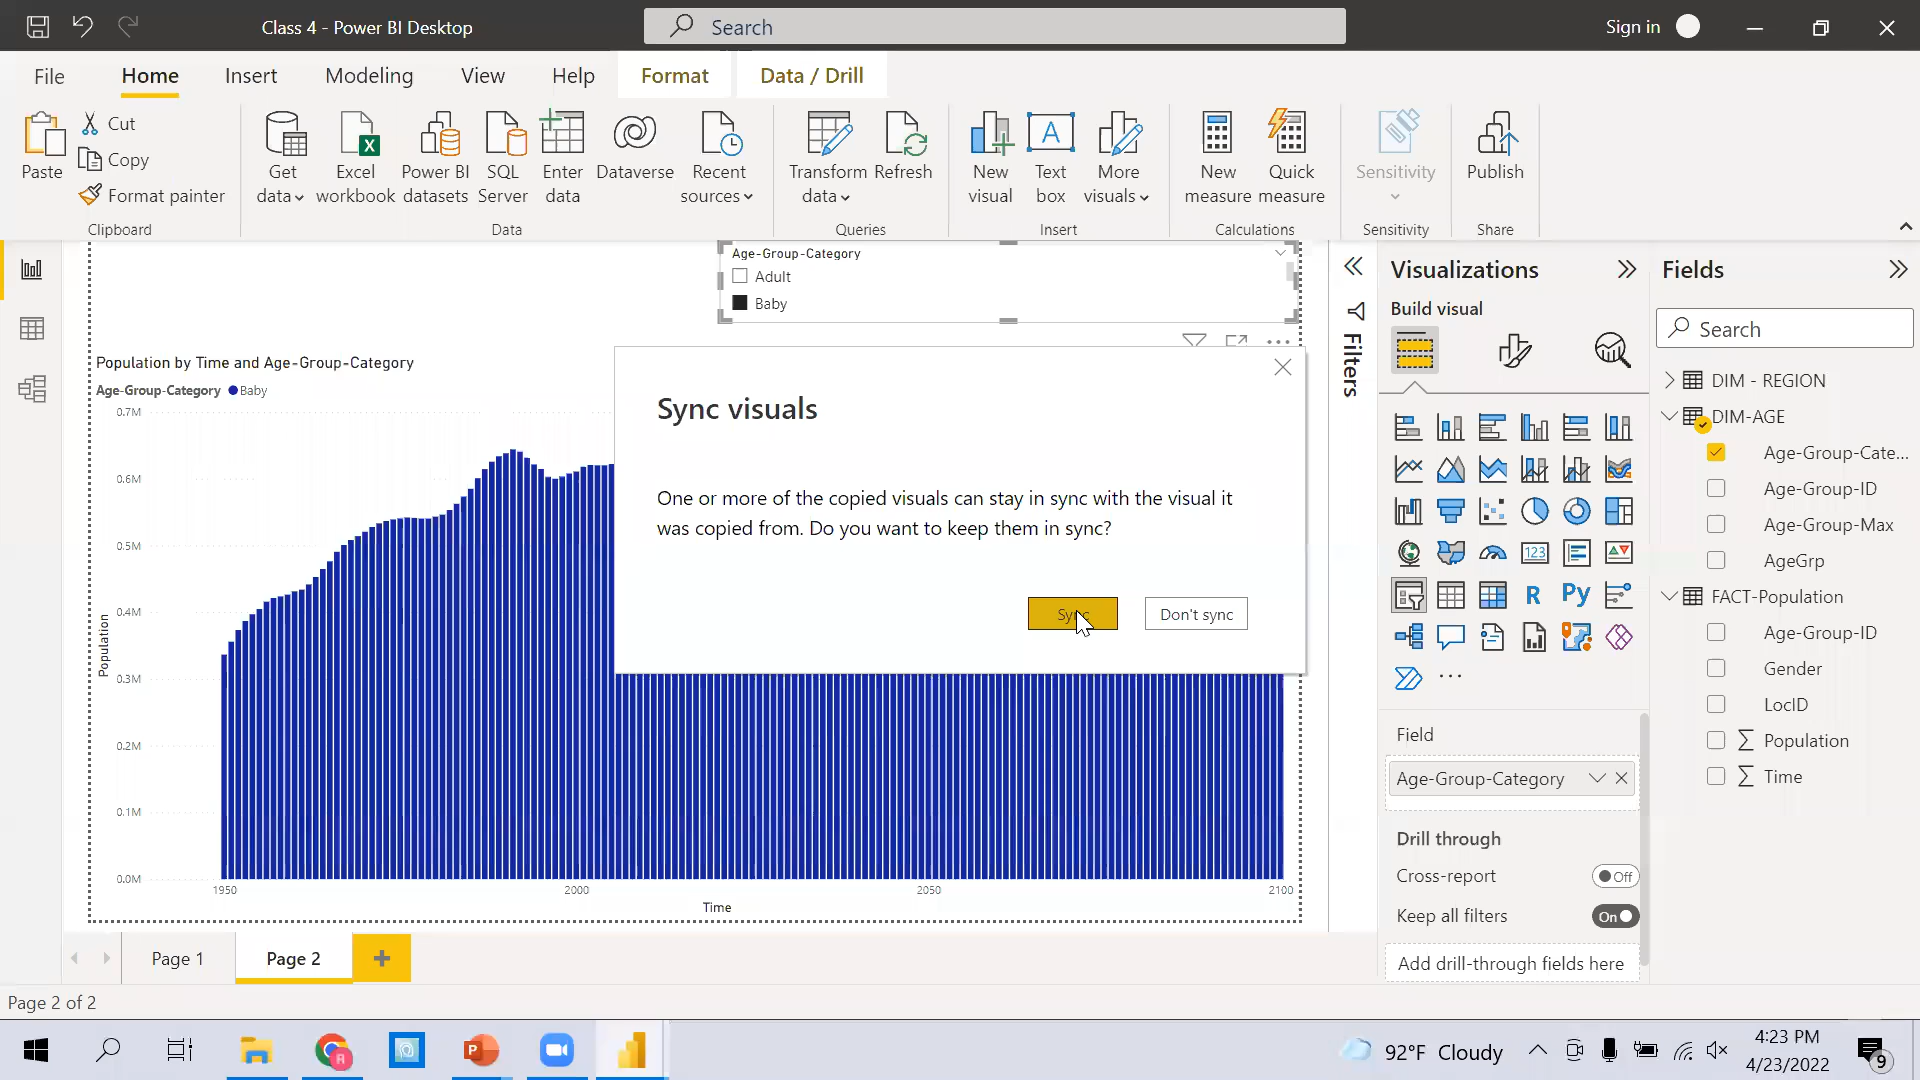 Class 4 - Power BI Desktop
Search
Sign in
File
Home
Insert
Modeling
View
Help
Format
Data / Drill
Paste
Cut
Copy
Format painter
Clipboard
Get data
Excel workbook
Power BI datasets
SQL Server
Enter data
Dataverse
Recent sources
Data
Transform data
Refresh
Queries
New visual
Text box
More visuals
Insert
New measure
Quick measure
Calculations
Sensitivity
Sensitivity
Publish
Share
Age-Group-Category
Adult
Baby
Population by Time and Age-Group-Category
Age-Group-Category Baby
0.7M
0.6M
0.5M
0.4M
0.3M
0.2M
0.1M
0.0M
Population
1950
2000
2050
2100
Time
Sync visuals
One or more of the copied visuals can stay in sync with the visual it
was copied from. Do you want to keep them in sync?
Sync
Don't sync
Filters
Visualizations
Build visual
123
R
Py
Field
Age-Group-Category
Drill through
Cross-report
Off
Keep all filters
On
Add drill-through fields here
Fields
Search
DIM - REGION
DIM-AGE
Age-Group-Cate...
Age-Group-ID
Age-Group-Max
AgeGrp
FACT-Population
Age-Group-ID
Gender
LocID
Population
Time
Page 1
Page 2
Page 2 of 2
92°F Cloudy
4:23 PM
4/23/2022
9